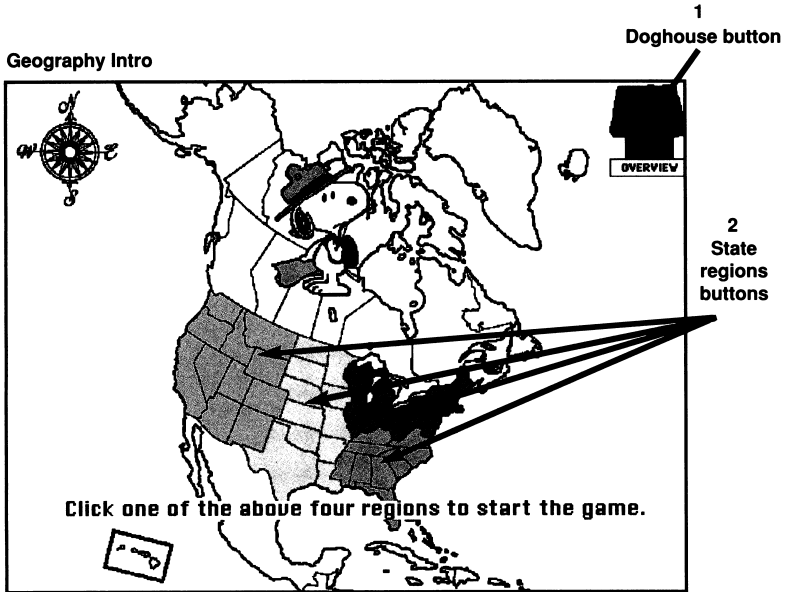 1
Doghouse button
Geography Intro
N
W E
S
OVERVIEW
2
State
regions
buttons
Click one of the above four regions to start the game.